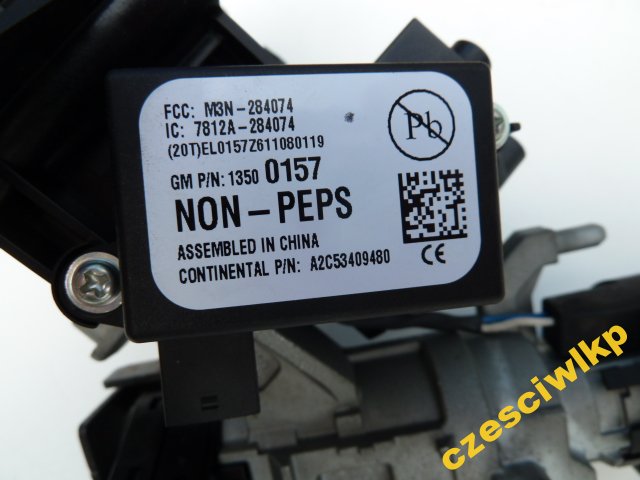 FCC: M3N-284074
IC: 7812A-284074
(20T)EL0157Z611080119
GM P/N: 1350 0157
NON-PEPS
ASSEMBLED IN CHINA
CONTINENTAL P/N: A2C53409480
Pb
CE
czesciwlkp